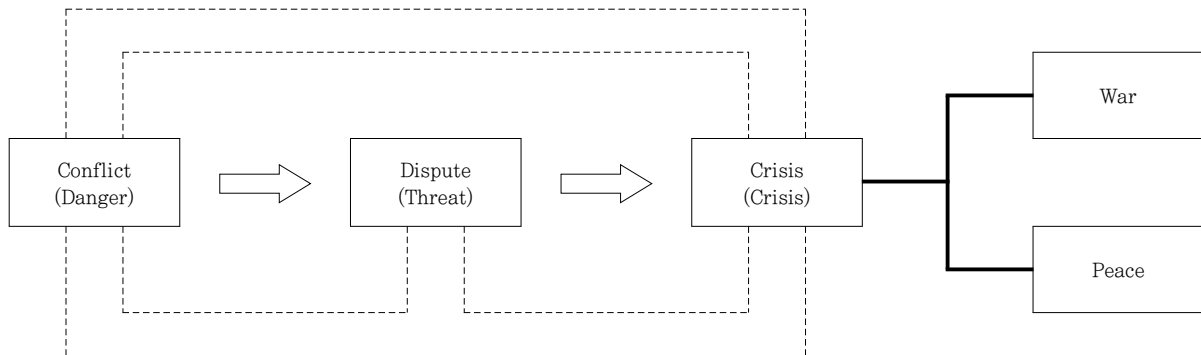 Conflict
(Danger)
Dispute
(Threat)
Crisis
(Crisis)
War
Peace